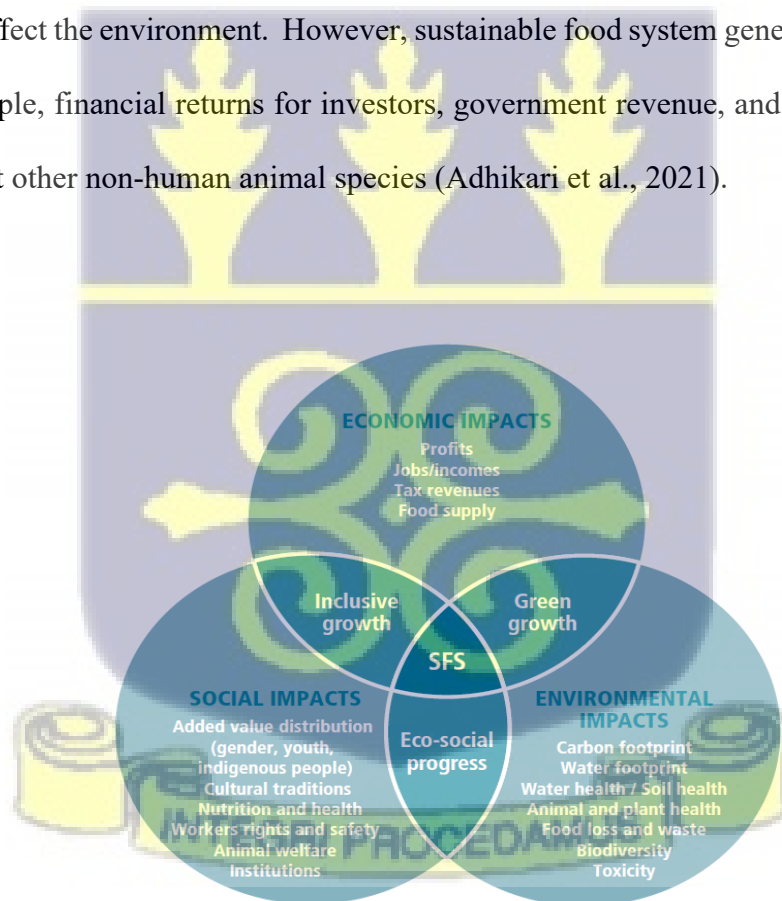 ffect the environment. However, sustainable food system gene
ple, financial returns for investors, government revenue, and
t other non-human animal species (Adhikari et al., 2021).
ECONOMIC IMPACTS
Profits
Jobs/incomes
Tax revenues
Food supply
Inclusive
growth
Green
growth
SFS
SOCIAL IMPACTS
Added value distribution
(gender, youth,
indigenous people)
Cultural traditions
Nutrition and health
Workers rights and safety
Animal welfare
Institutions
Eco-social
progress
ENVIRONMENTAL
IMPACTS
Carbon footprint
Water footprint
Water health / Soil health
Animal and plant health
Food loss and waste
Biodiversity
Toxicity
PROCEDAM